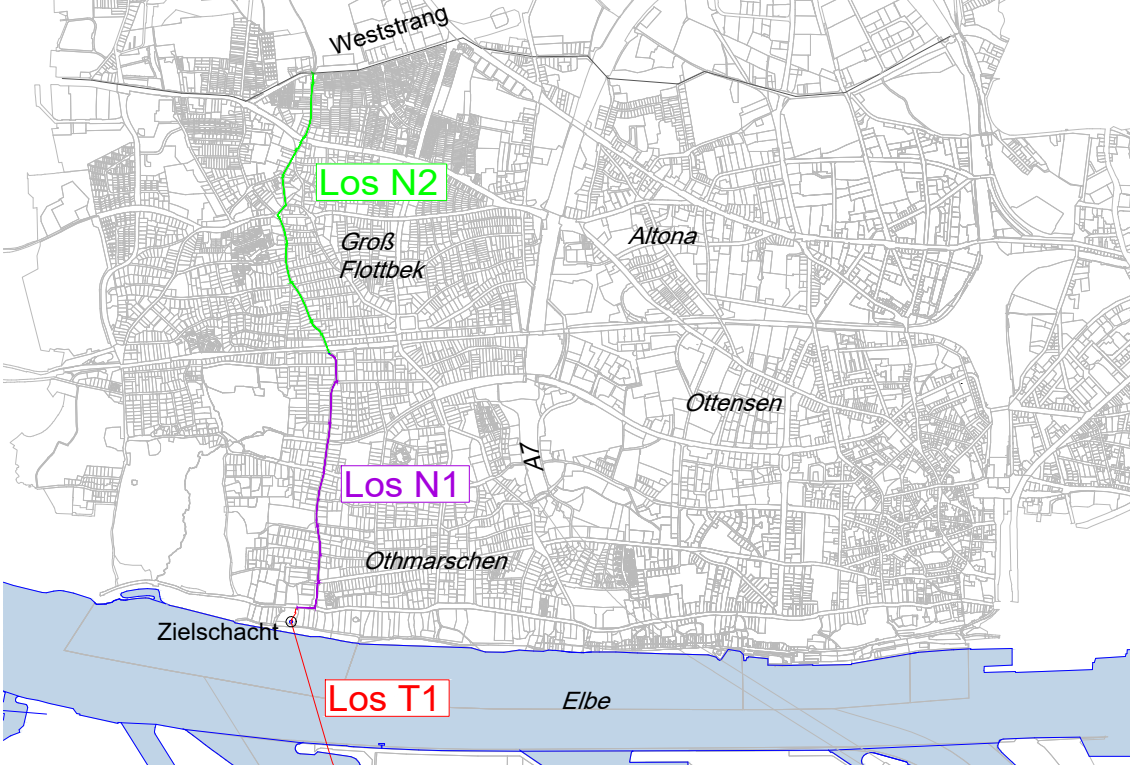 Weststrang
Los N2
Groß
Flottbek
Altona
Ottensen
A7
Los N1
Othmarschen
Zielschacht
Los T1
Elbe